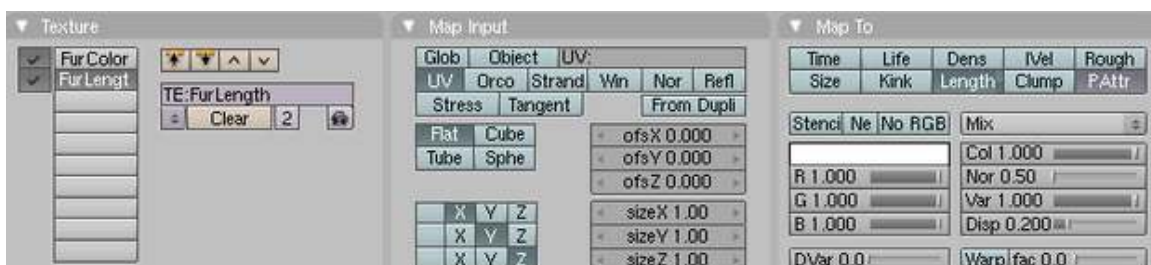 Texture
FurColor
FurLengt
TE:FurLength
Clear 2
Map Input
Glob Object UV:
UV Orco Strand Win Nor Refl
Stress Tangent From Dupli
Flat Cube
Tube Sphe
ofsX 0.000
ofsY 0.000
ofsZ 0.000
X Y Z
X Y Z
X Y Z
sizeX 1.00
sizeY 1.00
sizeZ 1.00
Map To
Time Life Dens IVel Rough
Size Kink Length Clump PAttr
Stenci Ne No RGB
R 1.000
G 1.000
B 1.000
DVar 0.0
Mix
Col 1.000
Nor 0.50
Var 1.000
Disp 0.200
Warp fac 0.0